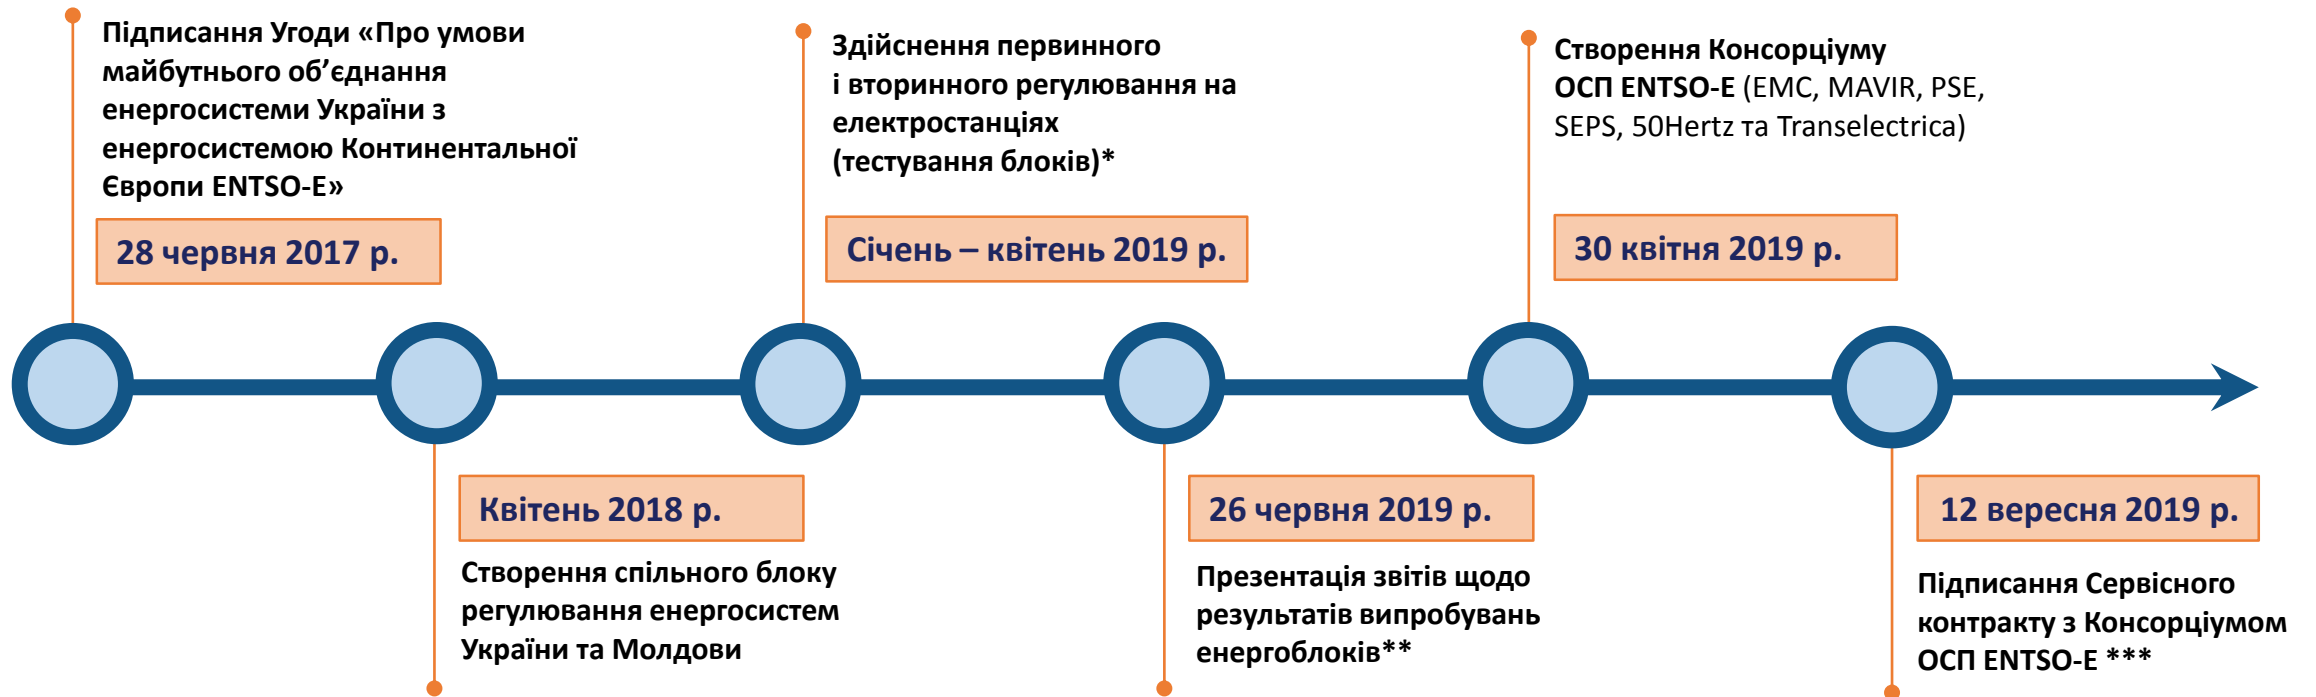 Підписання Угоди «Про умови
майбутнього об’єднання
енергосистеми України з
енергосистемою Континентальної
Європи ENTSO-E»
28 червня 2017 р.
Квітень 2018 р.
Створення спільного блоку
регулювання енергосистем
України та Молдови
Здійснення первинного
і вторинного регулювання на
електростанціях
(тестування блоків)*
Січень – квітень 2019 р.
26 червня 2019 р.
Презентація звітів щодо
результатів випробувань
енергоблоків**
Створення Консорціуму
ОСП ENTSO-E (EMC, MAVIR, PSE,
SEPS, 50Hertz та Transelectrica)
30 квітня 2019 р.
12 вересня 2019 р.
Підписання Сервісного
контракту з Консорціумом
ОСП ENTSO-E ***